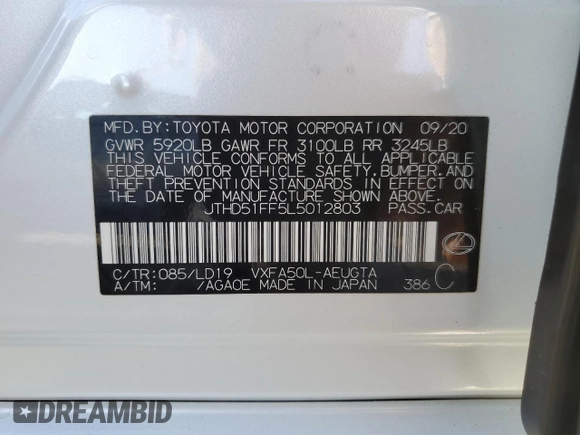 MFD.BY:TOYOTA MOTOR CORPORATION 09/20
GVWR 5920LB GAWR FR 3100LB RR 3245LB
THIS VEHICLE CONFORMS TO ALL APPLICABLE
FEDERAL MOTOR VEHICLE SAFETY,BUMPER,AND
THEFT PREVENTION STANDARDS IN EFFECT ON
THE DATE OF MANUFACTURE SHOWN ABOVE.
JTHD51FF5L5012803 PASS.CAR
C/TR:085/LD19 VXFA50L-AEUGTA
A/TM: /AGA0E MADE IN JAPAN 386 C
DREAMBID